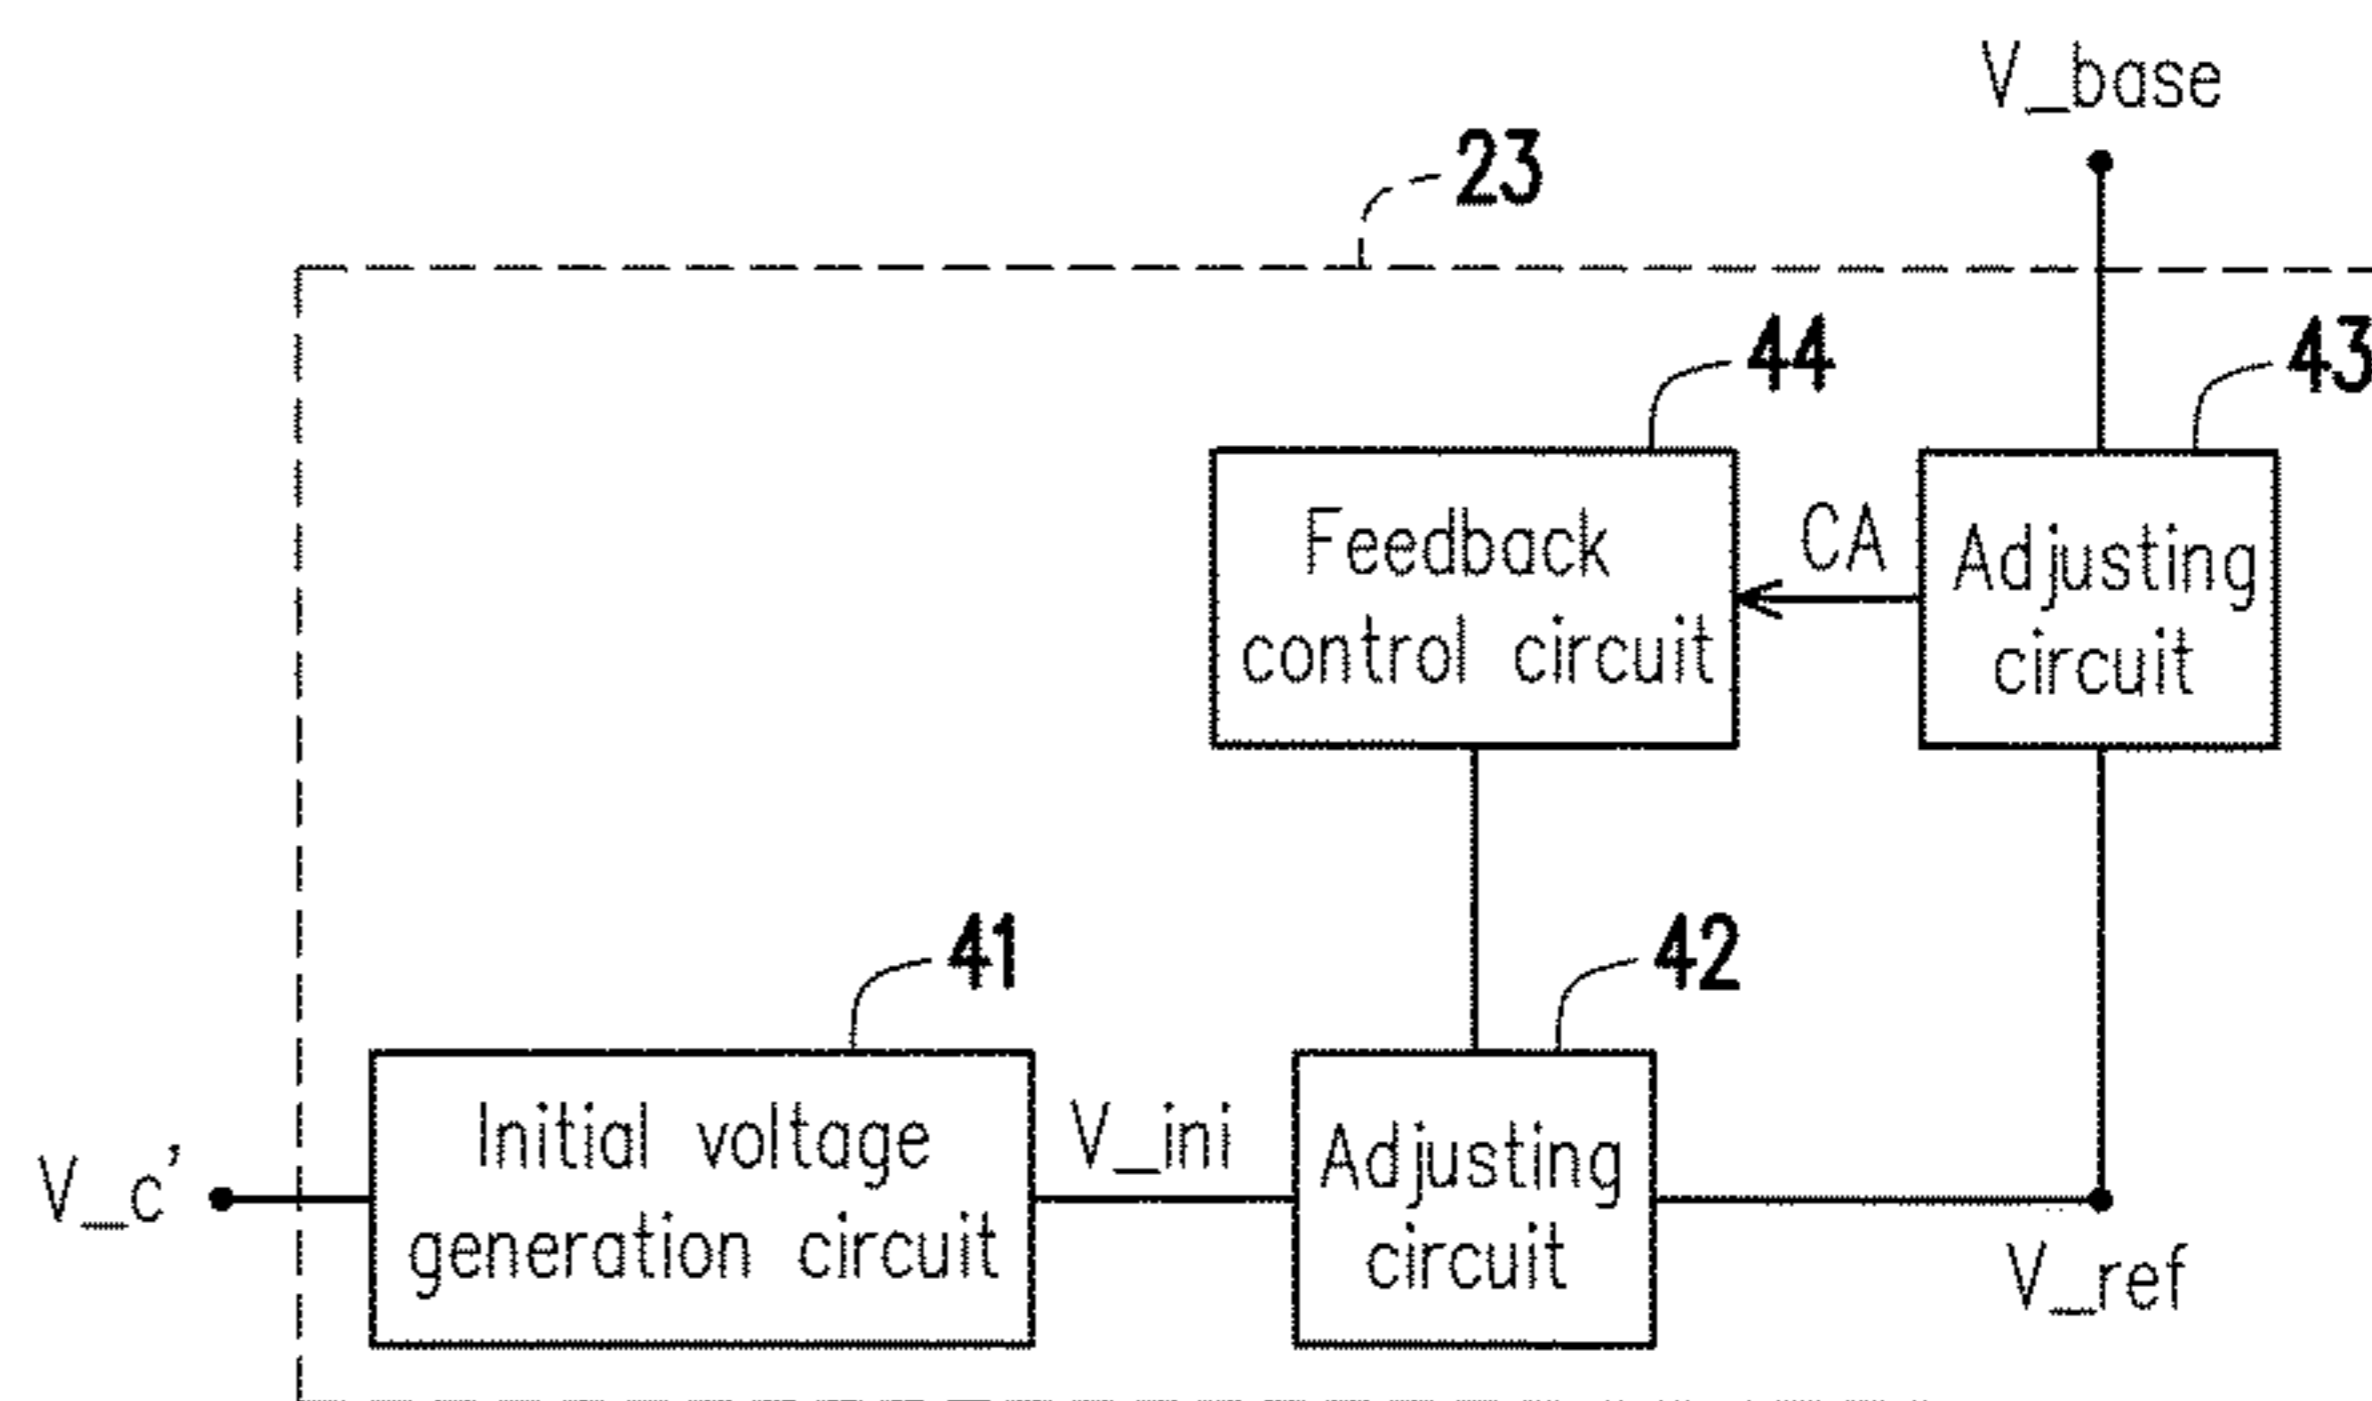 V_base
23
44
43
Feedback
control circuit
CA
Adjusting
circuit
41
42
V_c'
Initial voltage
generation circuit
V_ini
Adjusting
circuit
V_ref